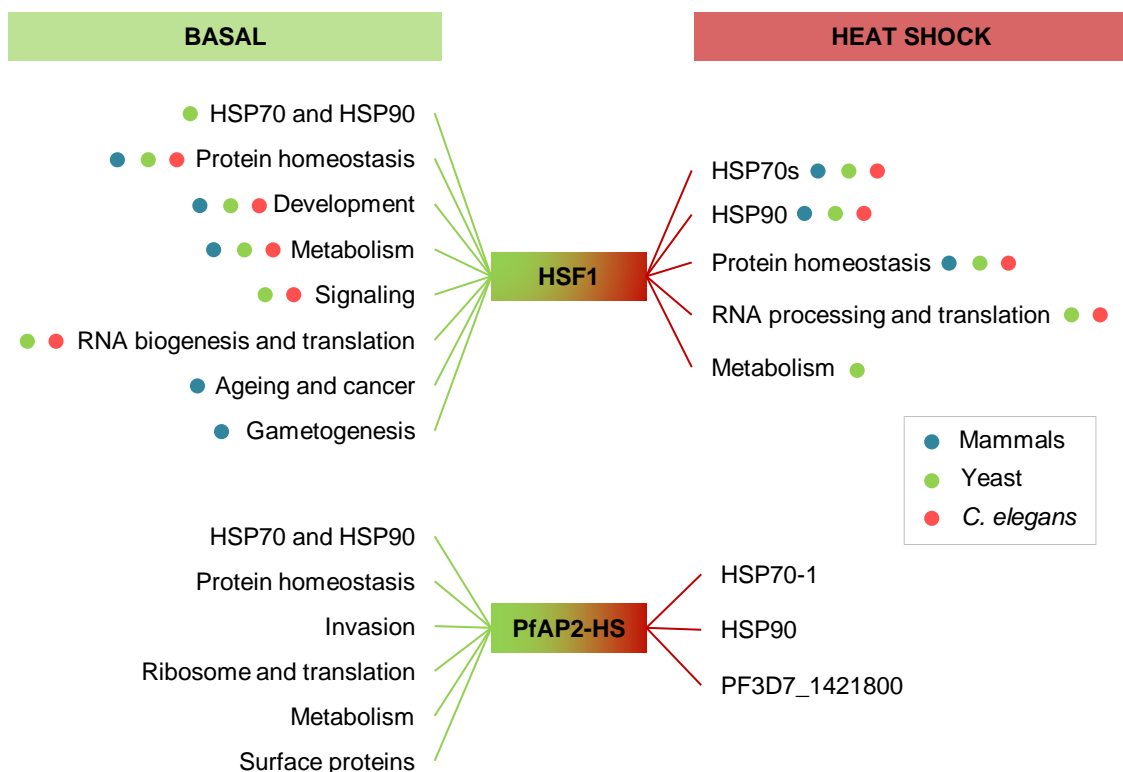 BASAL
HEAT SHOCK
HSP70 and HSP90
Protein homeostasis
Development
Metabolism
Signaling
RNA biogenesis and translation
Ageing and cancer
Gametogenesis
HSF1
HSP70s
HSP90
Protein homeostasis
RNA processing and translation
Metabolism
Mammals
Yeast
C. elegans
HSP70 and HSP90
Protein homeostasis
Invasion
Ribosome and translation
Metabolism
Surface proteins
PfAP2-HS
HSP70-1
HSP90
PF3D7_1421800